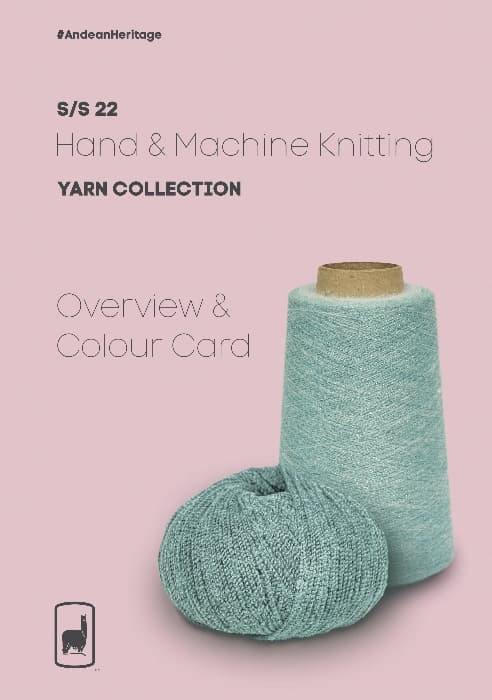 #AndeanHeritage
S/S 22
Hand & Machine Knitting
YARN COLLECTION
Overview &
Colour Card